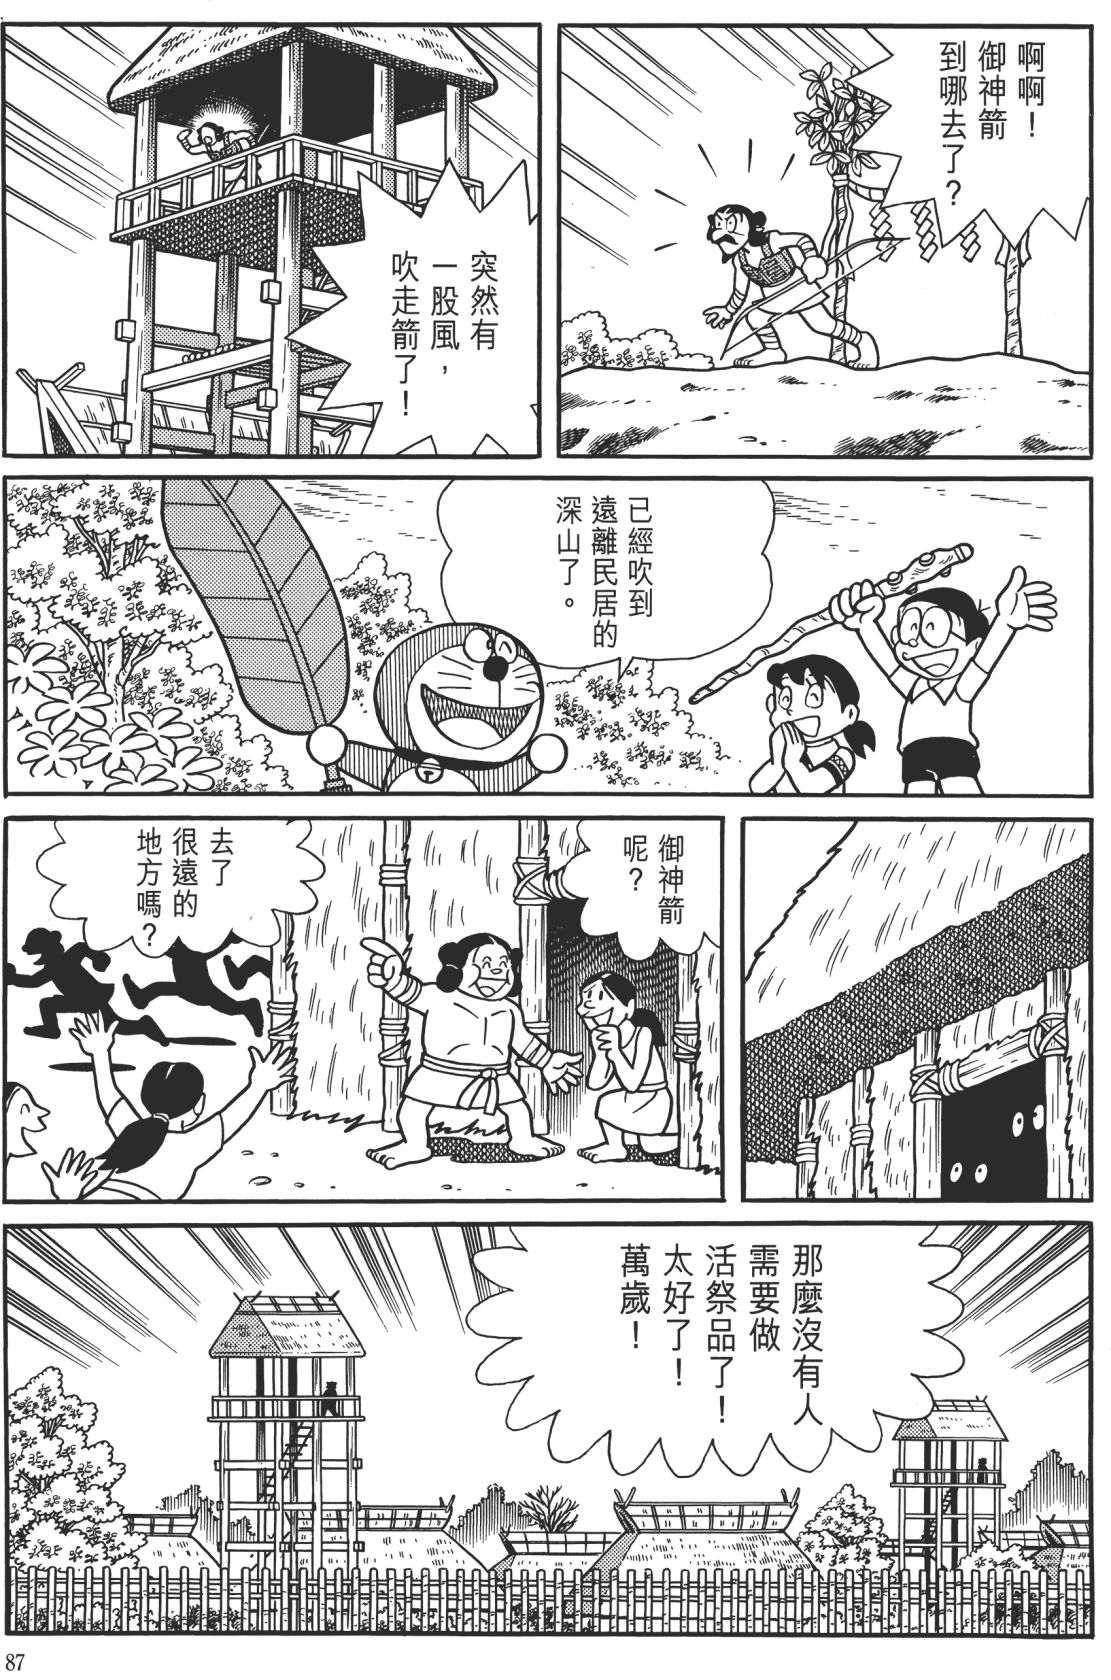 啊啊！
御神箭
到哪去了？
突然有
一股風，
吹走箭了！
已經吹到
遠離民居的
深山了。
御神箭
呢？
去了
很遠的
地方嗎？
那麼沒有人
需要做
活祭品了！
太好了！
萬歲！
87